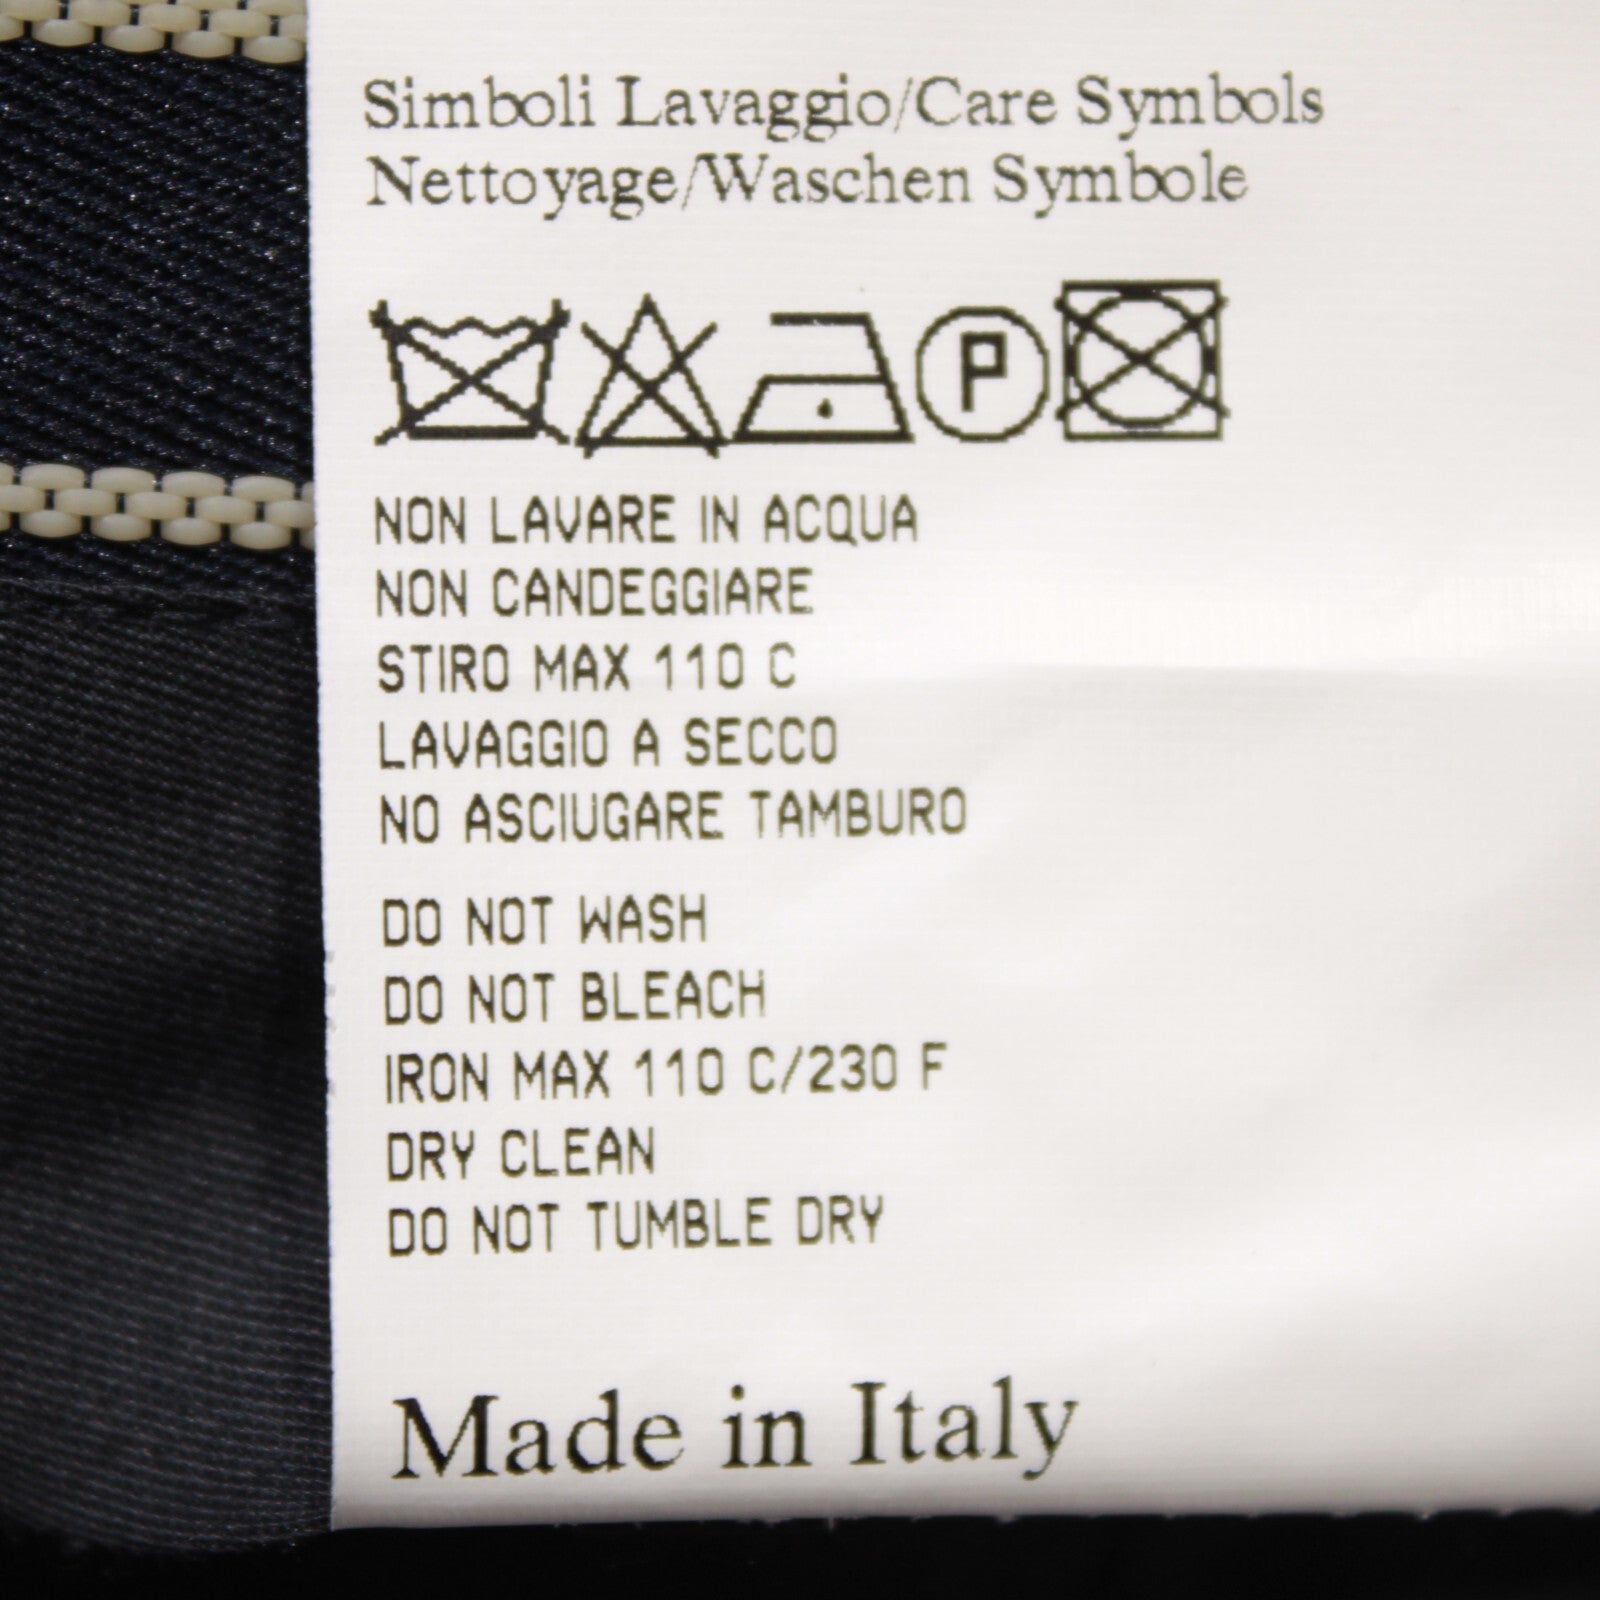 Simboli Lavaggio/Care Symbols
Nettoyage/Waschen Symbole
P
NON LAVARE IN ACQUA
NON CANDEGGIARE
STIRO MAX 110 C
LAVAGGIO A SECCO
NO ASCIUGARE TAMBURO
DO NOT WASH
DO NOT BLEACH
IRON MAX 110 C/230 F
DRY CLEAN
DO NOT TUMBLE DRY
Made in Italy